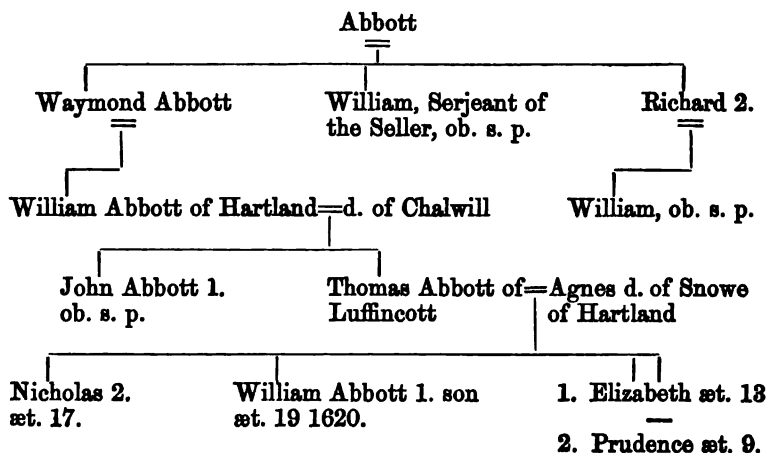 Abbott
Waymond Abbott
William, Serjeant of
the Seller, ob. s. p.
Richard 2.
William Abbott of Hartland=d. of Chalwill
William, ob. s. p.
John Abbott 1.
ob. s. p.
Thomas Abbott of=Agnes d. of Snowe
Luffincott
of Hartland
Nicholas 2.
æt. 17.
William Abbott 1. son
æt. 19 1620.
1. Elizabeth æt. 13
2. Prudence æt. 9.